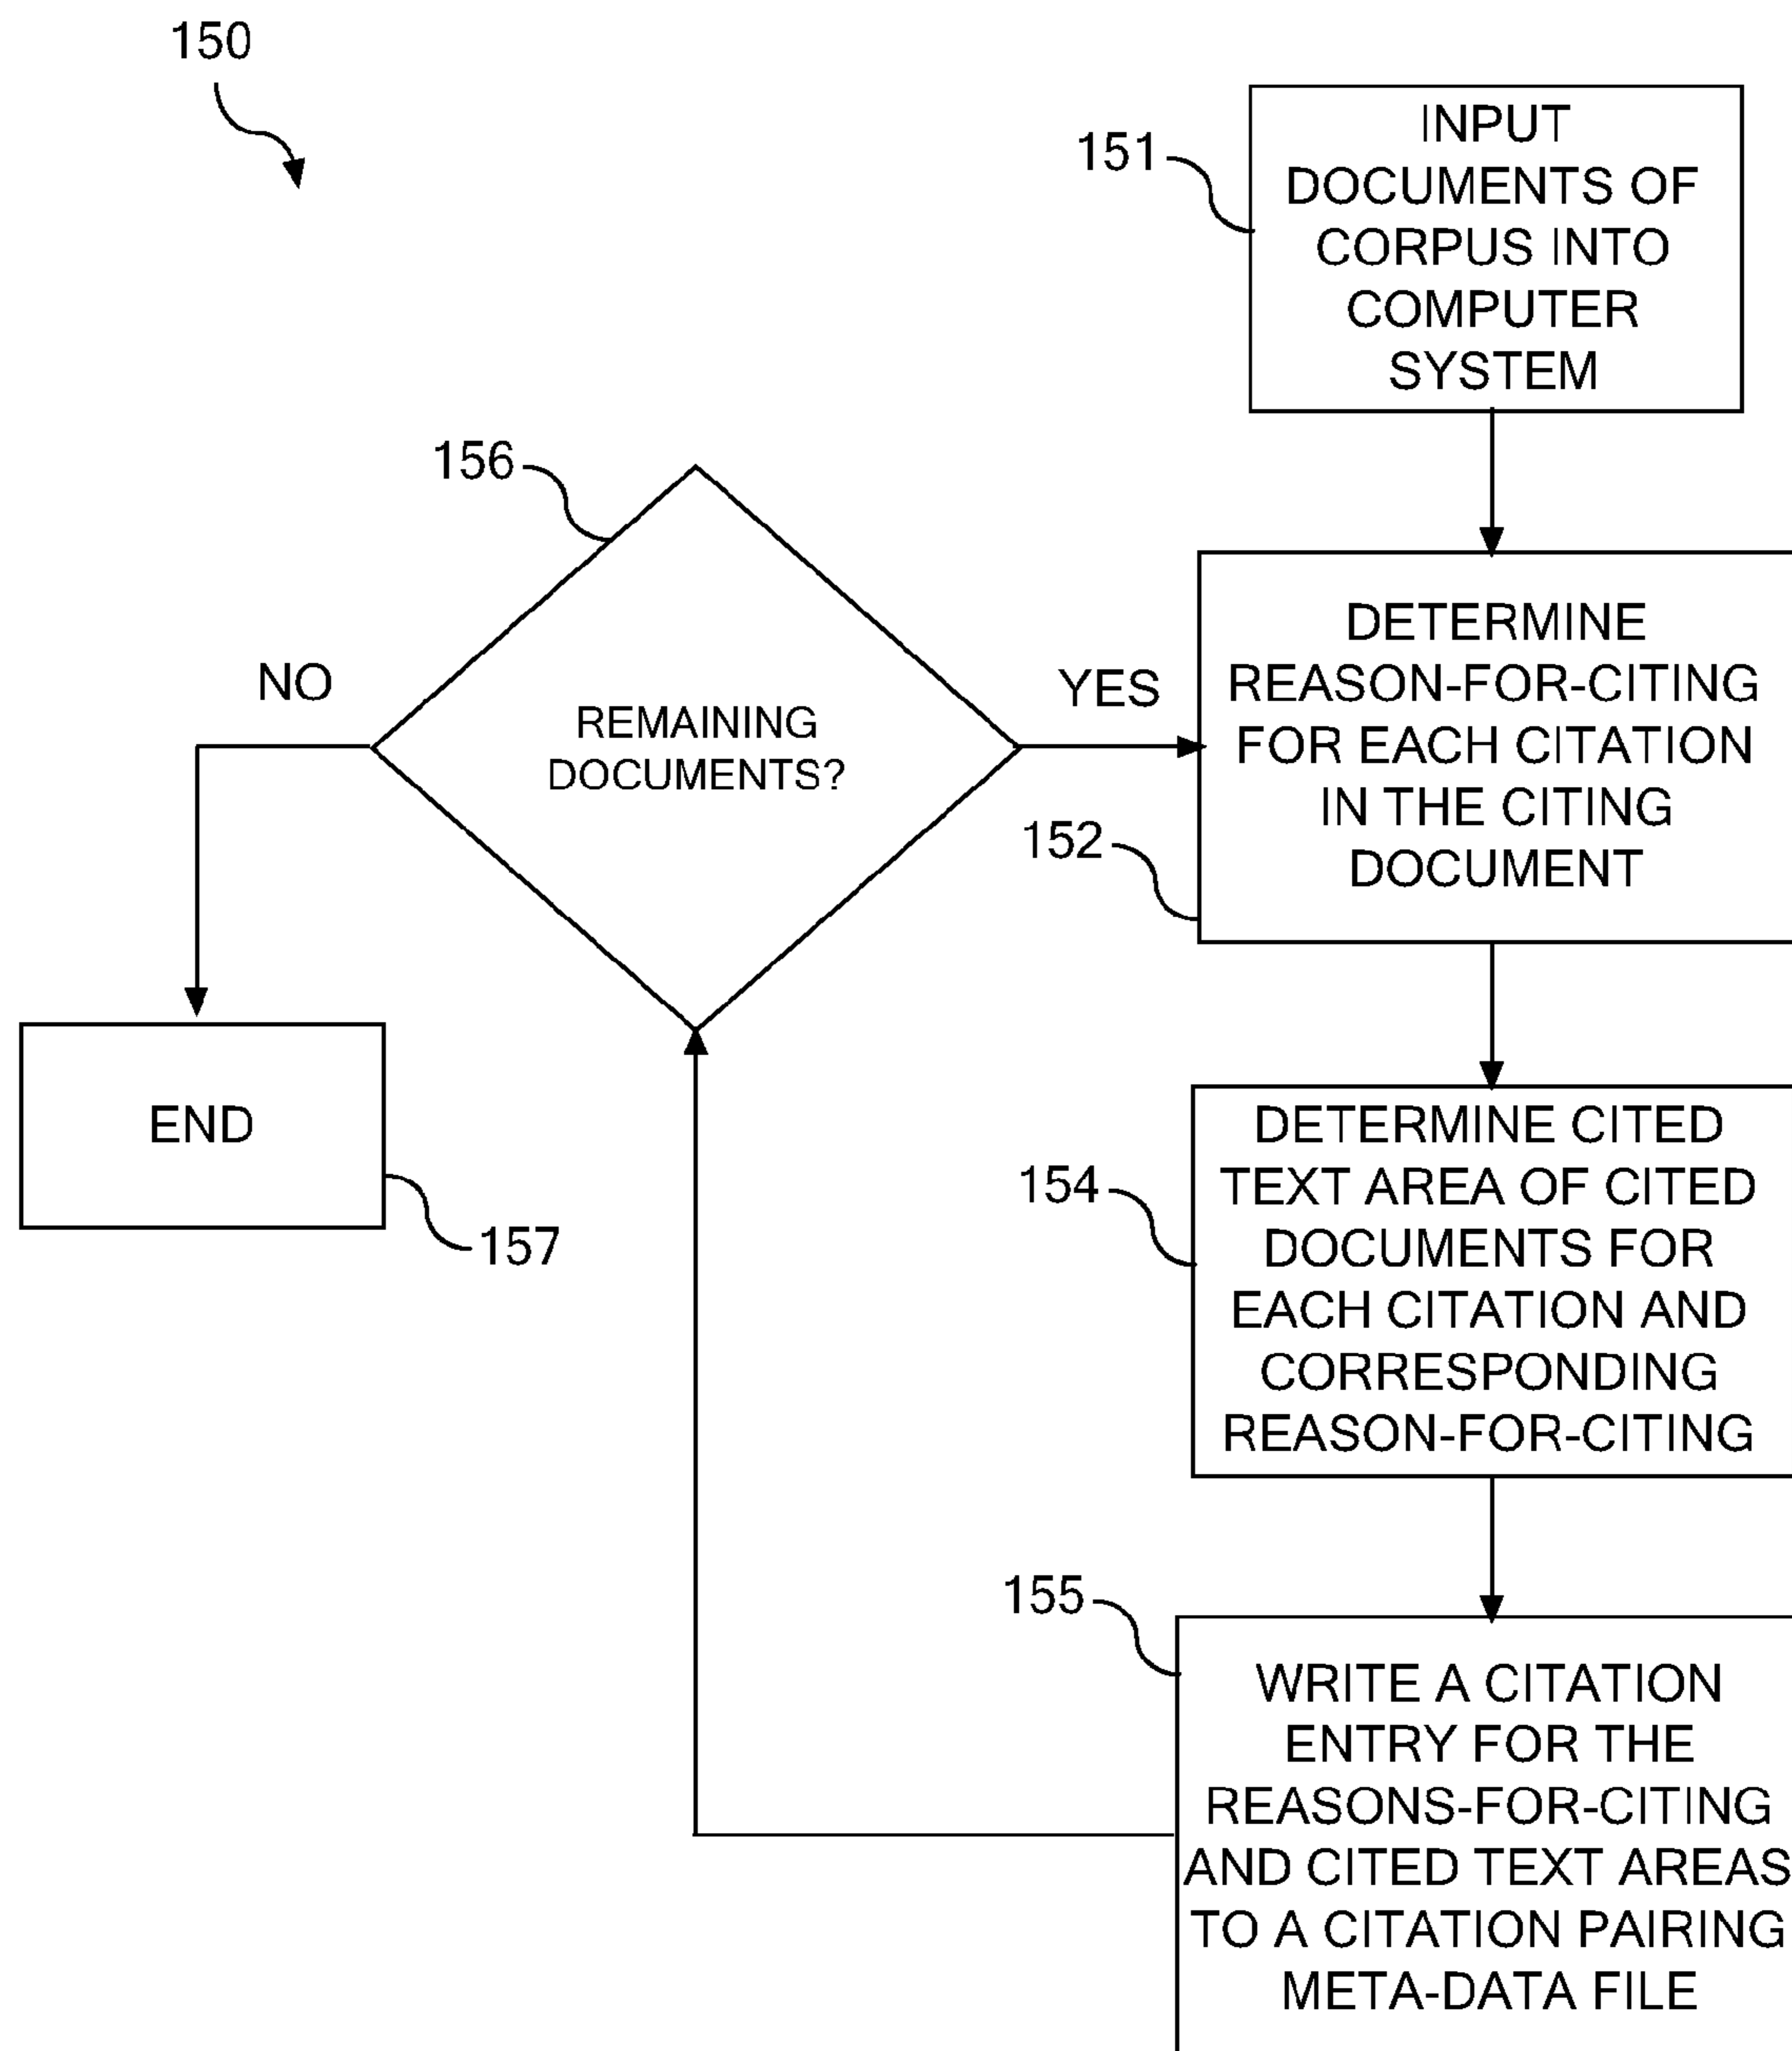 150
151
INPUT
DOCUMENTS OF
CORPUS INTO
COMPUTER
SYSTEM
156
REMAINING
DOCUMENTS?
NO
YES
152
DETERMINE
REASON-FOR-CITING
FOR EACH CITATION
IN THE CITING
DOCUMENT
END
157
154
DETERMINE CITED
TEXT AREA OF CITED
DOCUMENTS FOR
EACH CITATION AND
CORRESPONDING
REASON-FOR-CITING
155
WRITE A CITATION
ENTRY FOR THE
REASONS-FOR-CITING
AND CITED TEXT AREAS
TO A CITATION PAIRING
META-DATA FILE